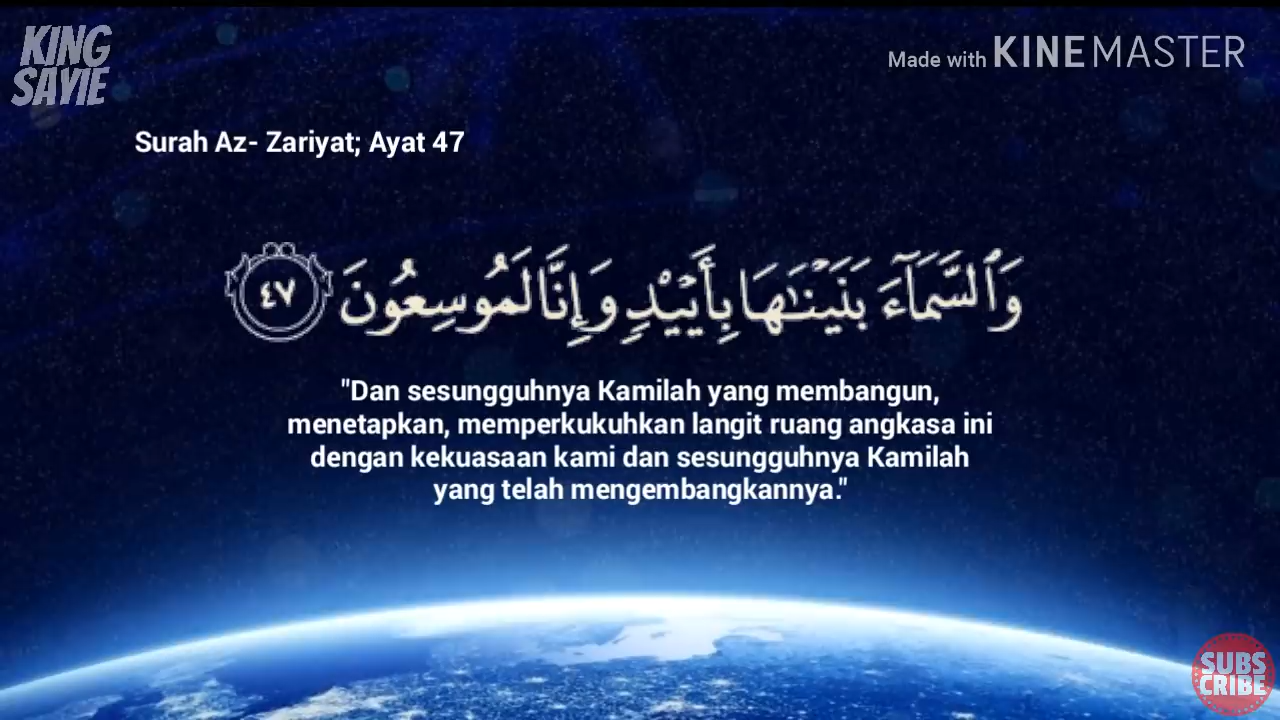 KING
SAVIE
Made with KINEMASTER
Surah Az- Zariyat; Ayat 47
وَٱلسَّمَآءَ بَنَيْنَـٰهَا بِأَيْي۟دٍ وَإِنَّا لَمُوسِعُونَ ٤٧
"Dan sesungguhnya Kamilah yang membangun,
menetapkan, memperkukuhkan langit ruang angkasa ini
dengan kekuasaan kami dan sesungguhnya Kamilah
yang telah mengembangkannya."
SUBS
CRIBE